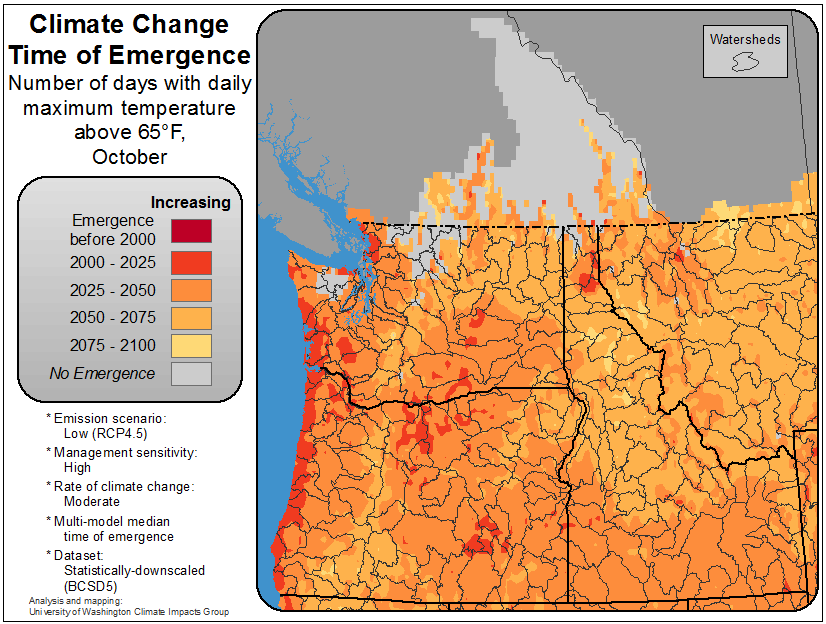 Climate Change
Time of Emergence
Number of days with daily
maximum temperature
above 65°F,
October
Increasing
Emergence
before 2000
2000 - 2025
2025 - 2050
2050 - 2075
2075 - 2100
No Emergence
* Emission scenario:
Low (RCP4.5)
* Management sensitivity:
High
* Rate of climate change:
Moderate
* Multi-model median
time of emergence
* Dataset:
Statistically-downscaled
(BCSD5)
Analysis and mapping:
University of Washington Climate Impacts Group
Watersheds